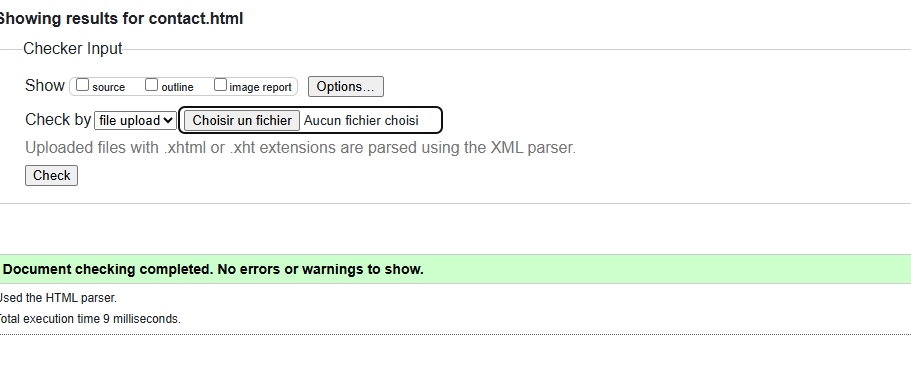 Showing results for contact.html
Checker Input
Show source outline image report Options...
Check by file upload Choisir un fichier Aucun fichier choisi
Uploaded files with .xhtml or .xht extensions are parsed using the XML parser.
Check
Document checking completed. No errors or warnings to show.
Used the HTML parser.
Total execution time 9 milliseconds.